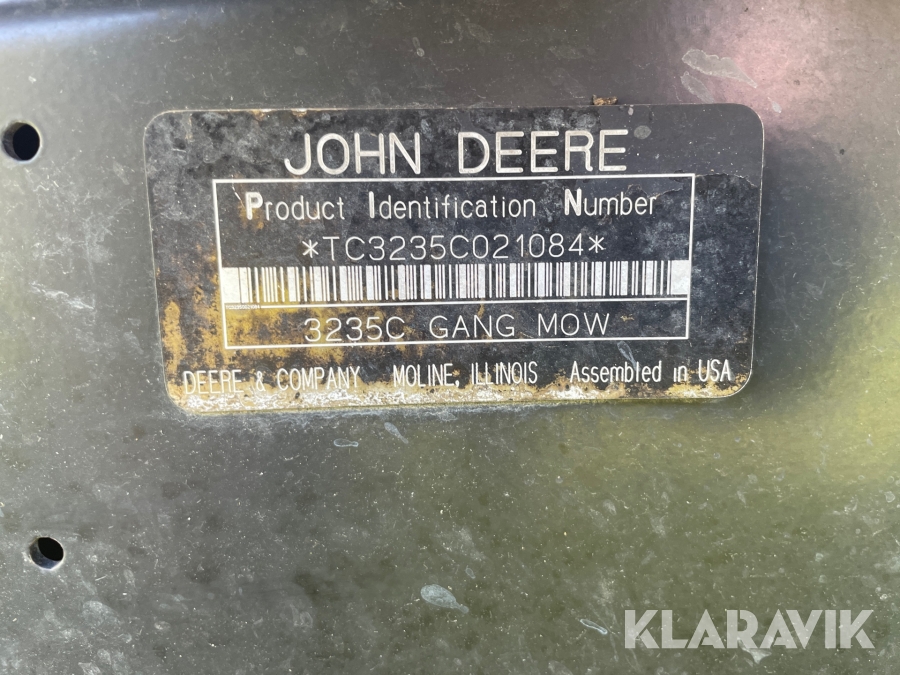 JOHN DEERE
Product Identification Number
*TC3235C021084*
3235C GANG MOW
DEERE & COMPANY MOLINE, ILLINOIS Assembled in USA
KLARAVIK